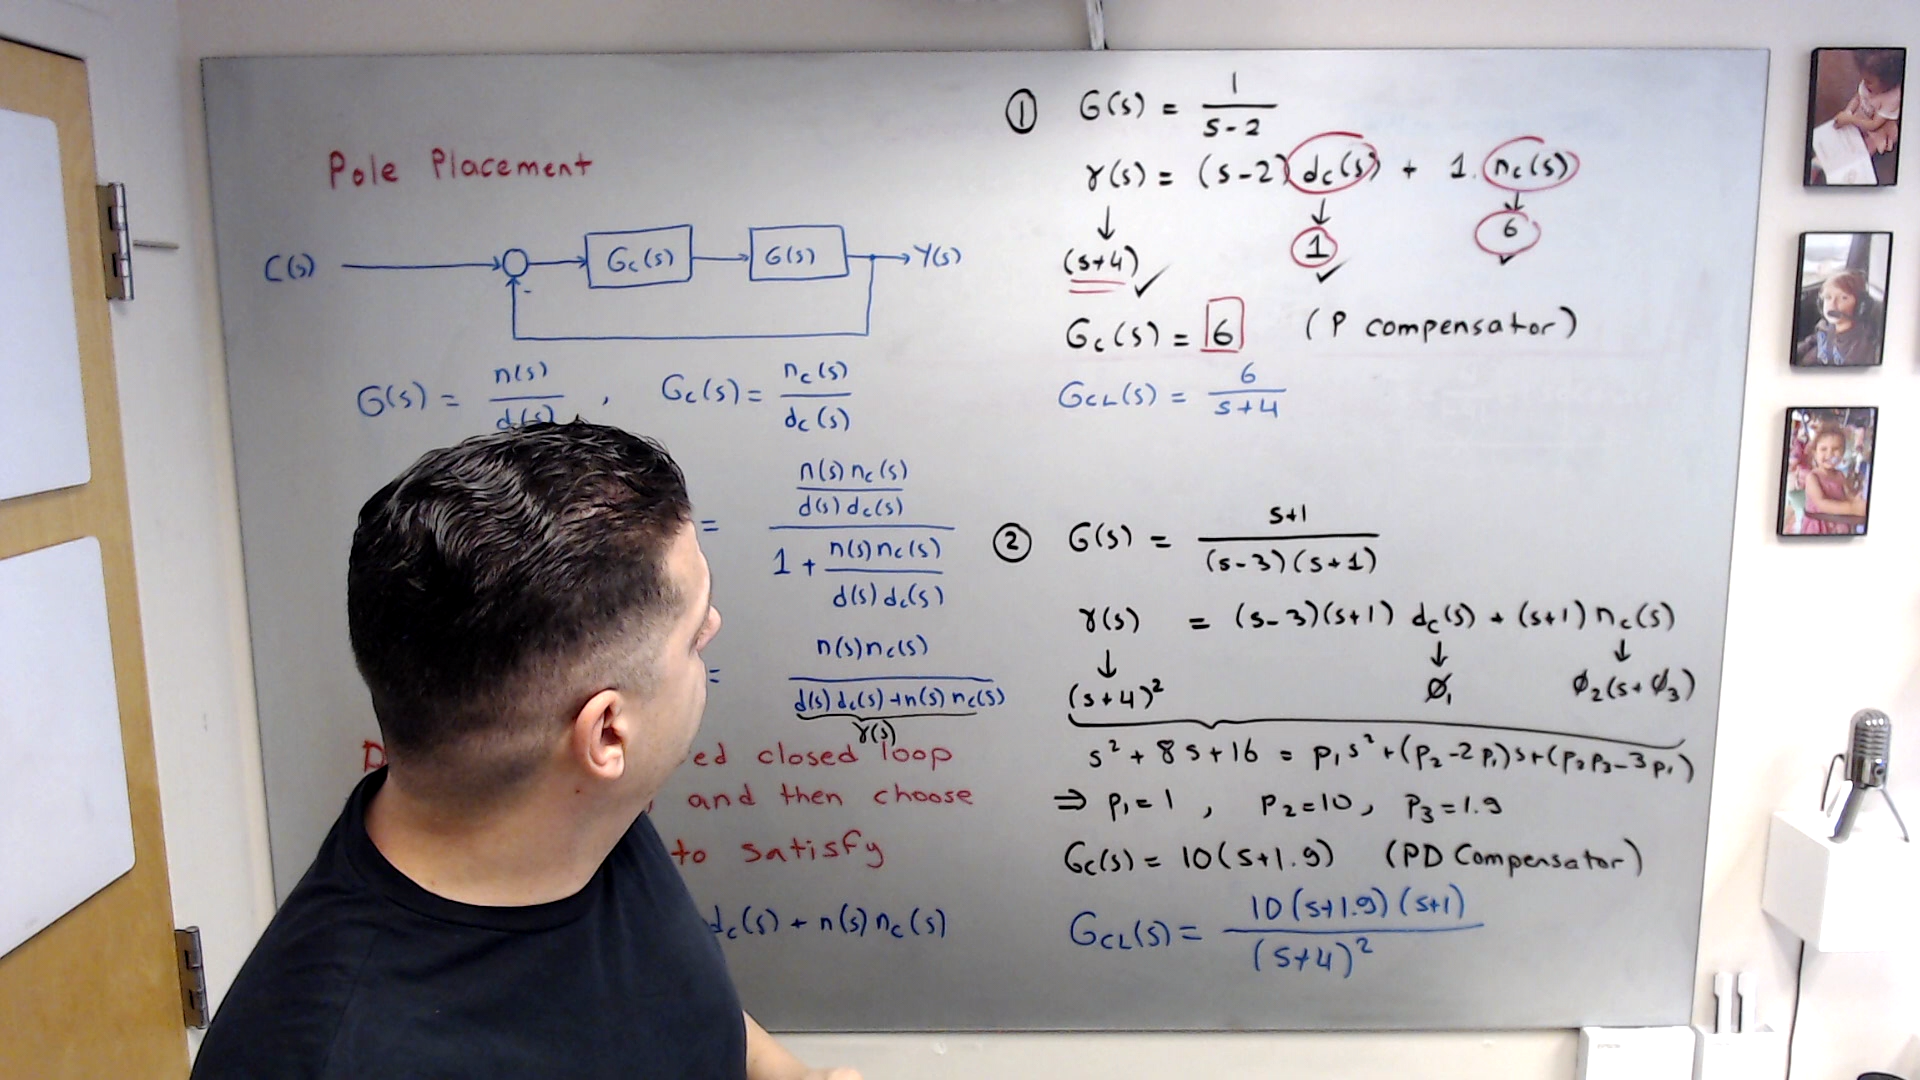 Pole Placement
C(s) Gc(s) G(s) Y(s)
-
G(s) = n(s) / d(s) , Gc(s) = nc(s) / dc(s)
= (n(s) nc(s) / d(s) dc(s)) / (1 + n(s) nc(s) / d(s) dc(s))
= n(s) nc(s) / d(s) dc(s) + n(s) nc(s)
γ(s)
closed loop
and then choose
to satisfy
dc(s) + n(s) nc(s)
① G(s) = 1 / s-2
γ(s) = (s-2) dc(s) + 1. nc(s)
↓ ↓ ↓
(s+4) ✓ 1 ✓ 6 ✓
Gc(s) = 6 (P compensator)
GCL(s) = 6 / s+4
② G(s) = s+1 / (s-3)(s+1)
γ(s) = (s-3)(s+1) dc(s) + (s+1) nc(s)
↓ ↓ ↓
(s+4)² ø₁ ø₂(s+ø₃)
s² + 8s + 16 = p₁s² + (p₂-2p₁)s + (p₂p₃-3p₁)
⇒ p₁ = 1 , p₂ = 10 , p₃ = 1.9
Gc(s) = 10(s+1.9) (PD Compensator)
GCL(s) = 10(s+1.9)(s+1) / (s+4)²